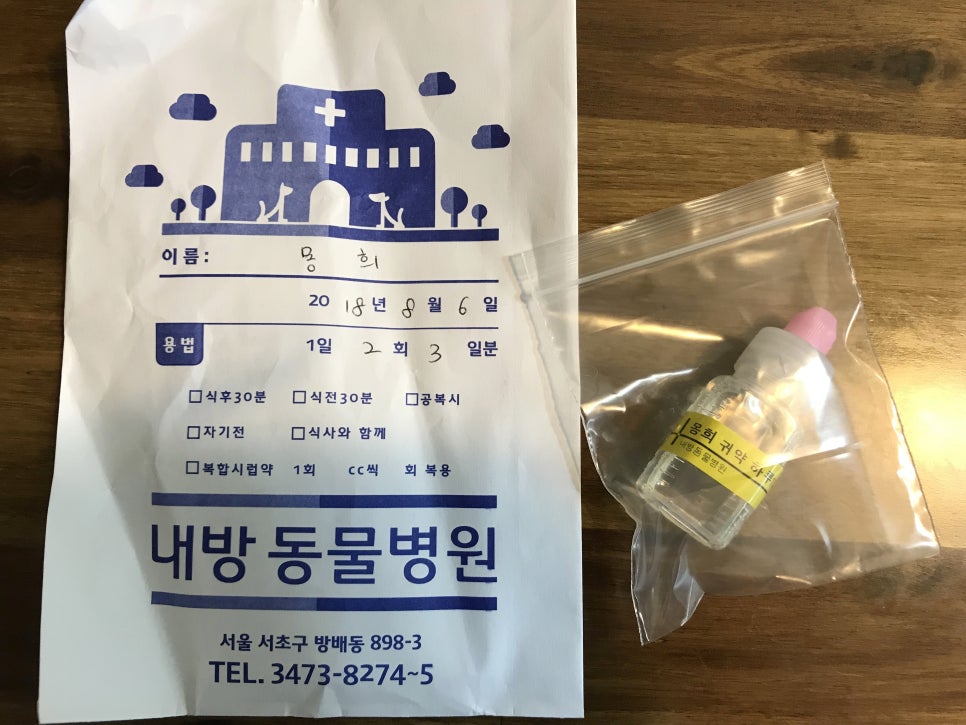 이름: 몽 희
20 18년 8월 6일
용법 1일 2회 3일분
□식후30분 □식전30분 □공복시
□자기전 □식사와 함께
□복합시럽약 1회 cc씩 회 복용
내방 동물병원
서울 서초구 방배동 898-3
TEL. 3473-8274~5
몽희 귀약 하루
내방동물병원